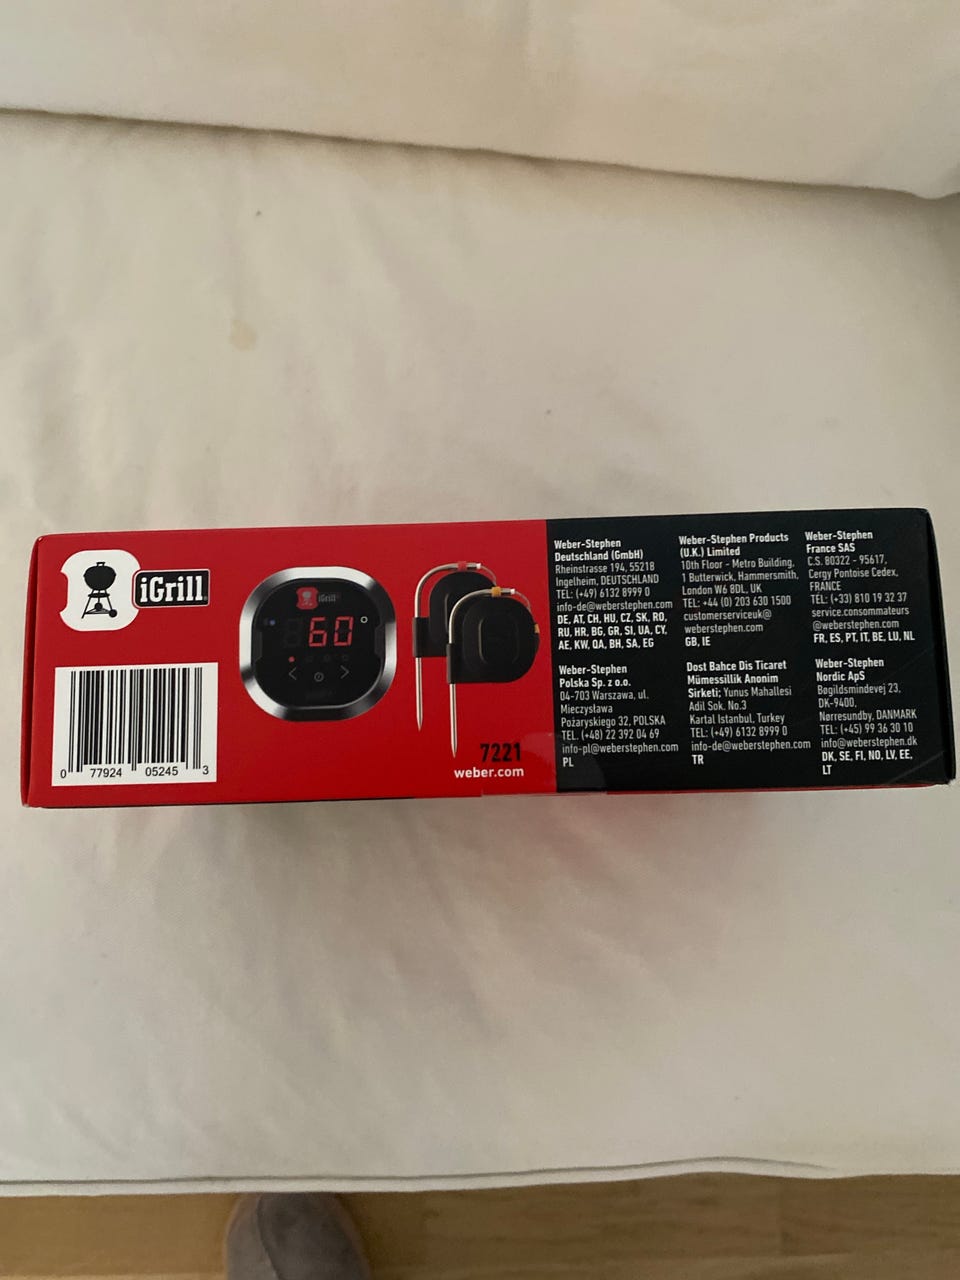 iGrill
iGrill
60
0 77924 05245 3
7221
weber.com
Weber-Stephen
Deutschland (GmbH)
Rheinstrasse 194, 55218
Ingelheim, DEUTSCHLAND
TEL: (+49) 6132 8999 0
info-de@weberstephen.com
DE, AT, CH, HU, CZ, SK, RO,
RU, HR, BG, GR, SI, UA, CY,
AE, KW, QA, BH, SA, EG
Weber-Stephen Products
(U.K.) Limited
10th Floor - Metro Building,
1 Butterwick, Hammersmith,
London W6 8DL, UK
TEL: +44 (0) 203 630 1500
customerserviceuk@
weberstephen.com
GB, IE
Weber-Stephen
France SAS
C.S. 80322 - 95617,
Cergy Pontoise Cedex,
FRANCE
TEL: (+33) 810 19 32 37
service.consommateurs
@weberstephen.com
FR, ES, PT, IT, BE, LU, NL
Weber-Stephen
Polska Sp. z o.o.
04-703 Warszawa, ul.
Mieczysława
Pożaryskiego 32, POLSKA
TEL. (+48) 22 392 04 69
info-pl@weberstephen.com
PL
Dost Bahce Dis Ticaret
Mümessillik Anonim
Sirketi; Yunus Mahallesi
Adil Sok. No.3
Kartal Istanbul, Turkey
TEL: (+49) 6132 8999 0
info-de@weberstephen.com
TR
Weber-Stephen
Nordic ApS
Bøgildsmindevej 23,
DK-9400,
Nørresundby, DANMARK
TEL: (+45) 99 36 30 10
info@weberstephen.dk
DK, SE, FI, NO, LV, EE,
LT